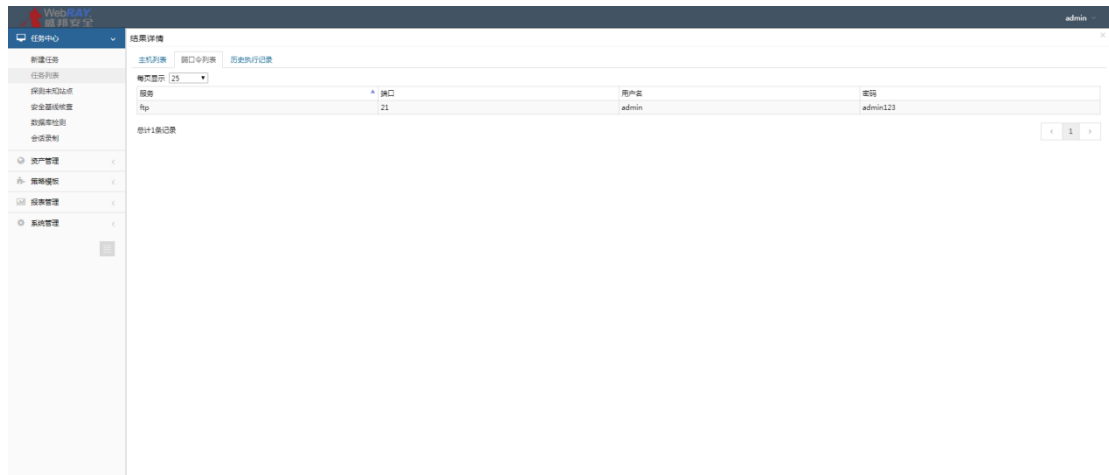 WebRAY
盛邦安全
admin
任务中心
结果详情
新建任务
任务列表
探测未知站点
安全基线核查
数据库检测
会话录制
资产管理
策略模板
报表管理
系统管理
主机列表 弱口令列表 历史执行记录
每页显示 25
服务 端口 用户名 密码
ftp 21 admin admin123
总计1条记录
1